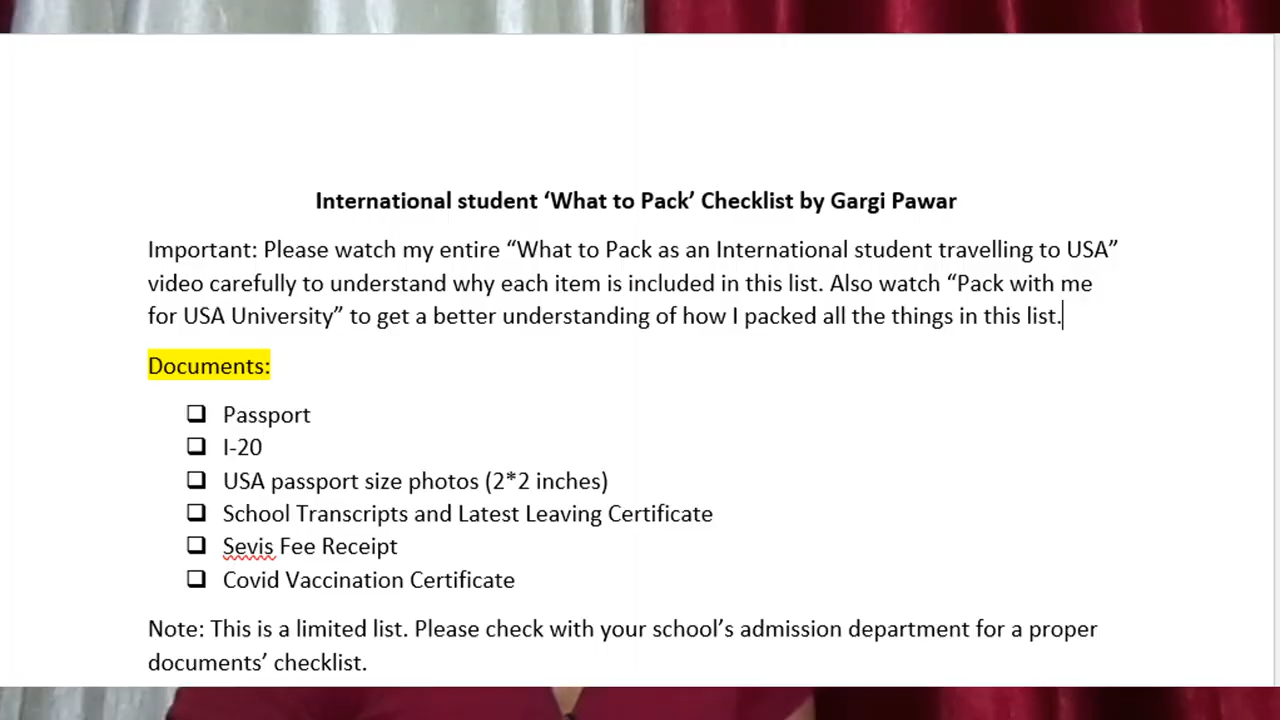 International student ‘What to Pack’ Checklist by Gargi Pawar
Important: Please watch my entire “What to Pack as an International student travelling to USA”
video carefully to understand why each item is included in this list. Also watch “Pack with me
for USA University” to get a better understanding of how I packed all the things in this list.
Documents:
❑ Passport
❑ I-20
❑ USA passport size photos (2*2 inches)
❑ School Transcripts and Latest Leaving Certificate
❑ Sevis Fee Receipt
❑ Covid Vaccination Certificate
Note: This is a limited list. Please check with your school’s admission department for a proper
documents’ checklist.